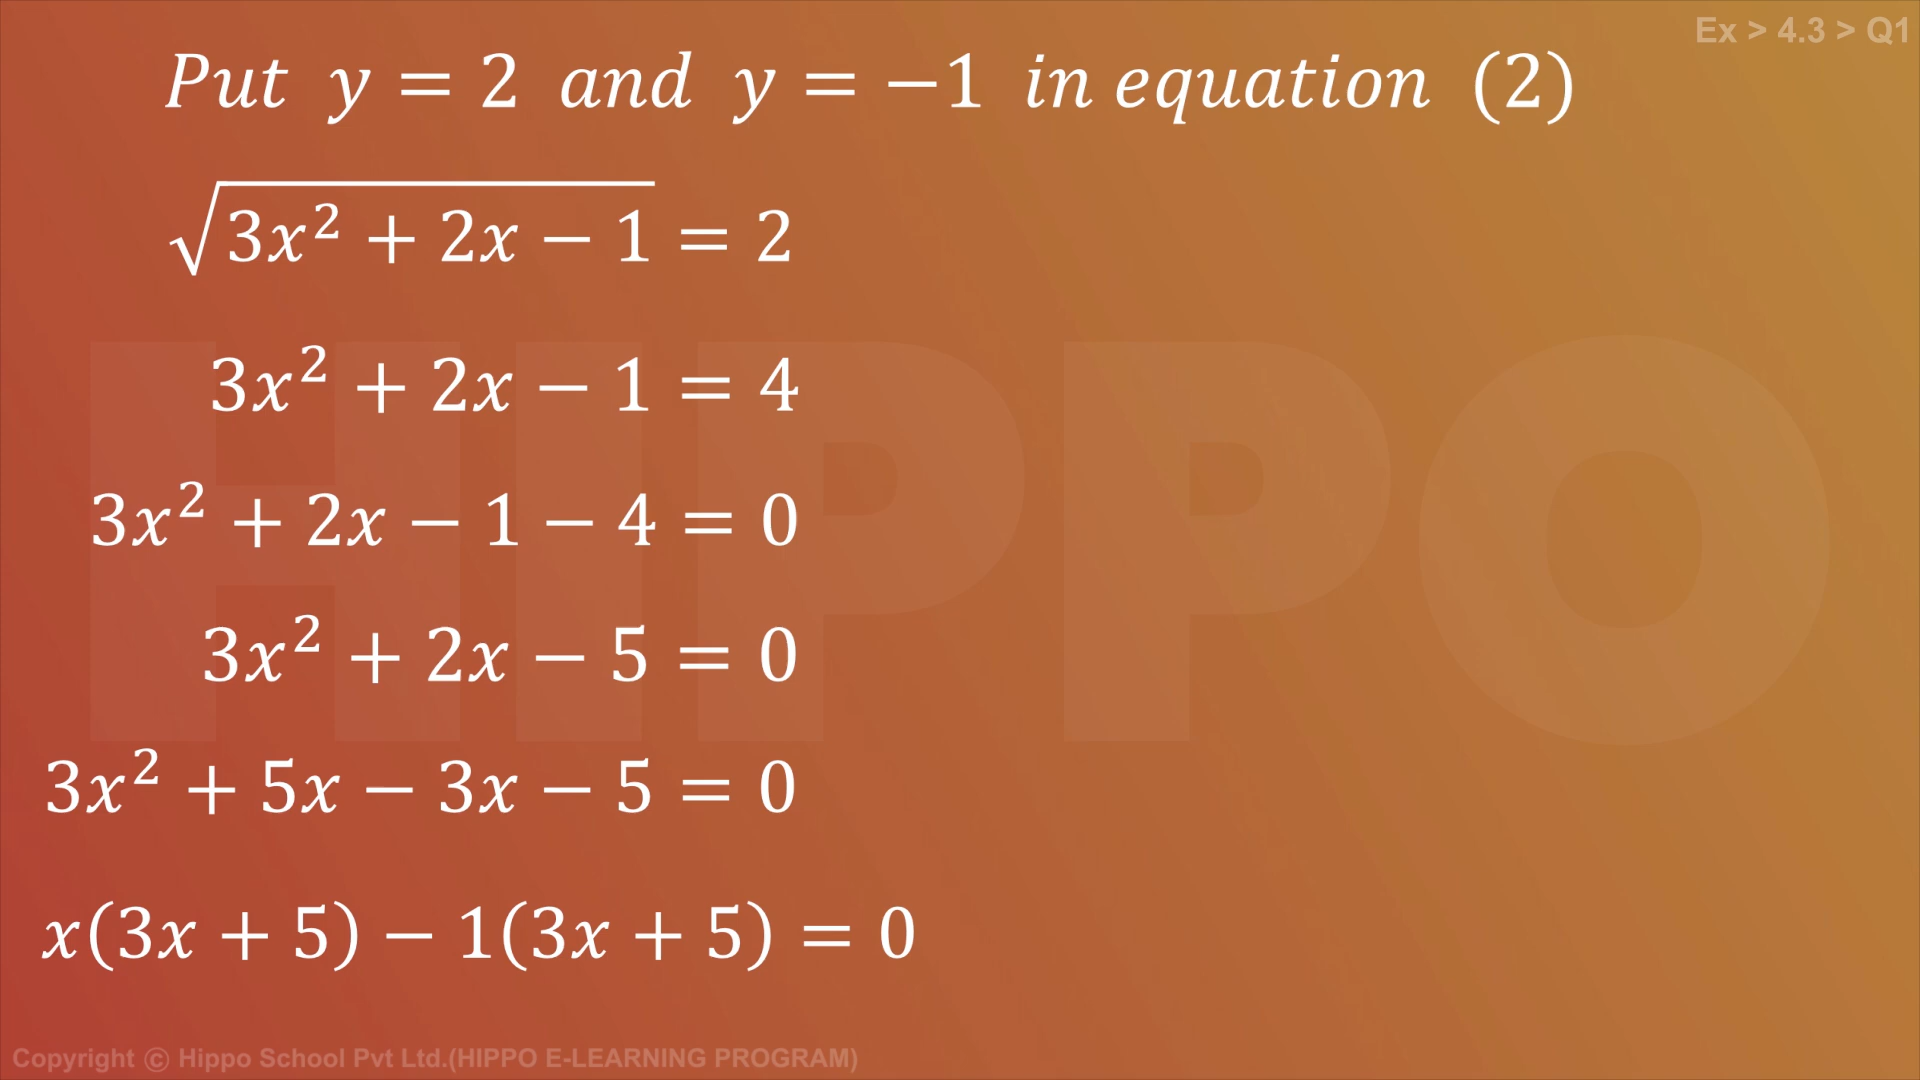 Ex > 4.3 > Q1
Put y = 2 and y = −1 in equation (2)
√(3x² + 2x − 1) = 2
3x² + 2x − 1 = 4
3x² + 2x − 1 − 4 = 0
3x² + 2x − 5 = 0
3x² + 5x − 3x − 5 = 0
x(3x + 5) − 1(3x + 5) = 0
HIPPO
Copyright © Hippo School Pvt Ltd.(HIPPO E-LEARNING PROGRAM)